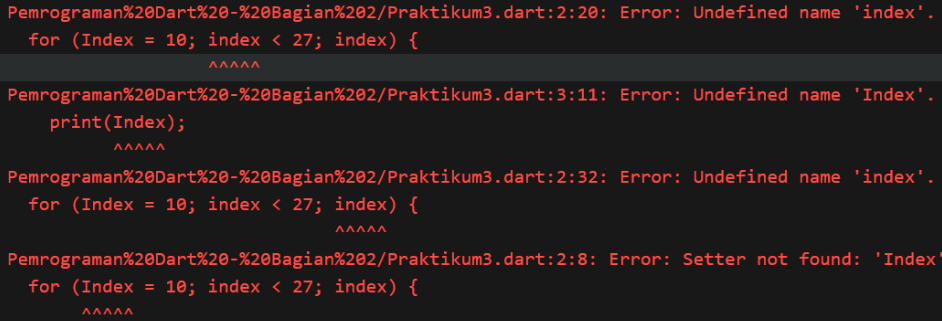 Pemrograman%20Dart%20-%20Bagian%202/Praktikum3.dart:2:20: Error: Undefined name 'index'.
for (Index = 10; index < 27; index) {
^^^^^
Pemrograman%20Dart%20-%20Bagian%202/Praktikum3.dart:3:11: Error: Undefined name 'Index'.
print(Index);
^^^^^
Pemrograman%20Dart%20-%20Bagian%202/Praktikum3.dart:2:32: Error: Undefined name 'index'.
for (Index = 10; index < 27; index) {
^^^^^
Pemrograman%20Dart%20-%20Bagian%202/Praktikum3.dart:2:8: Error: Setter not found: 'Index'
for (Index = 10; index < 27; index) {
^^^^^